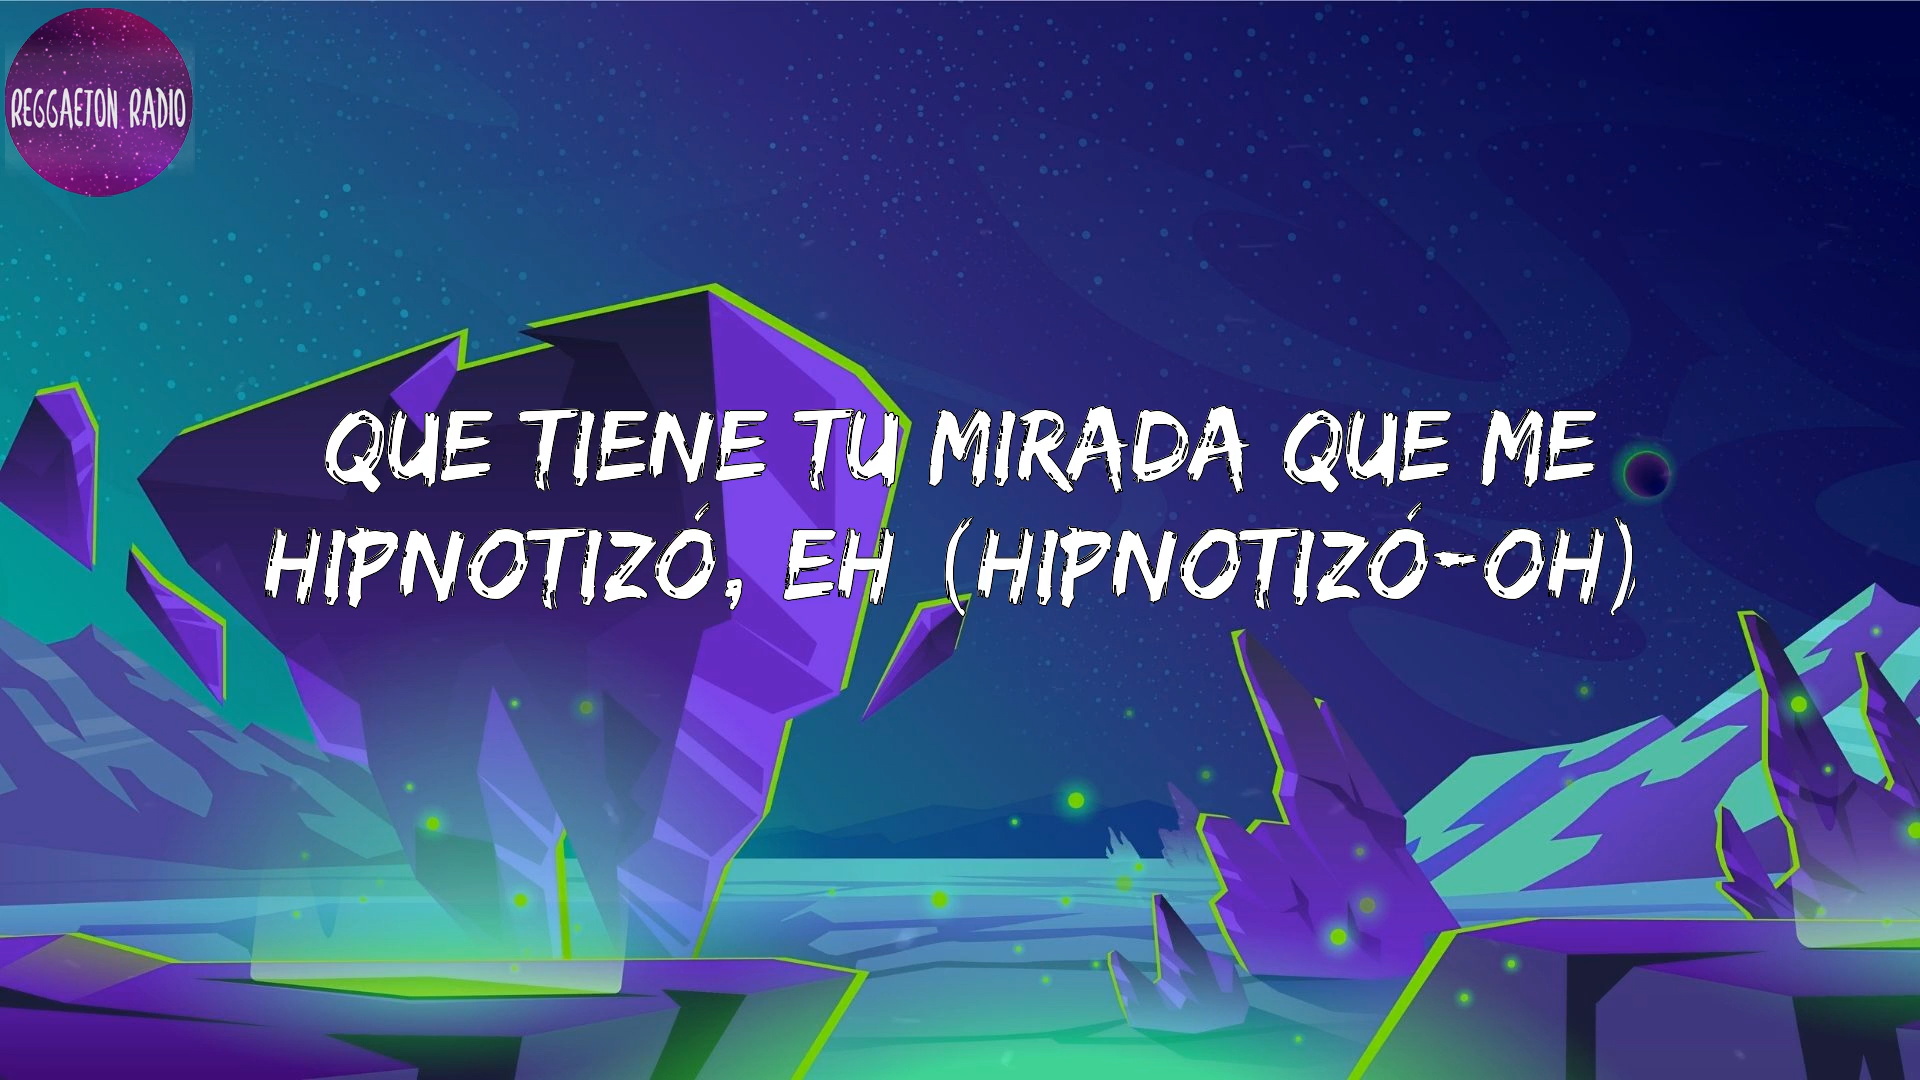 REGGAETON RADIO
QUE TIENE TU MIRADA QUE ME
HIPNOTIZÓ, EH (HIPNOTIZÓ-OH)